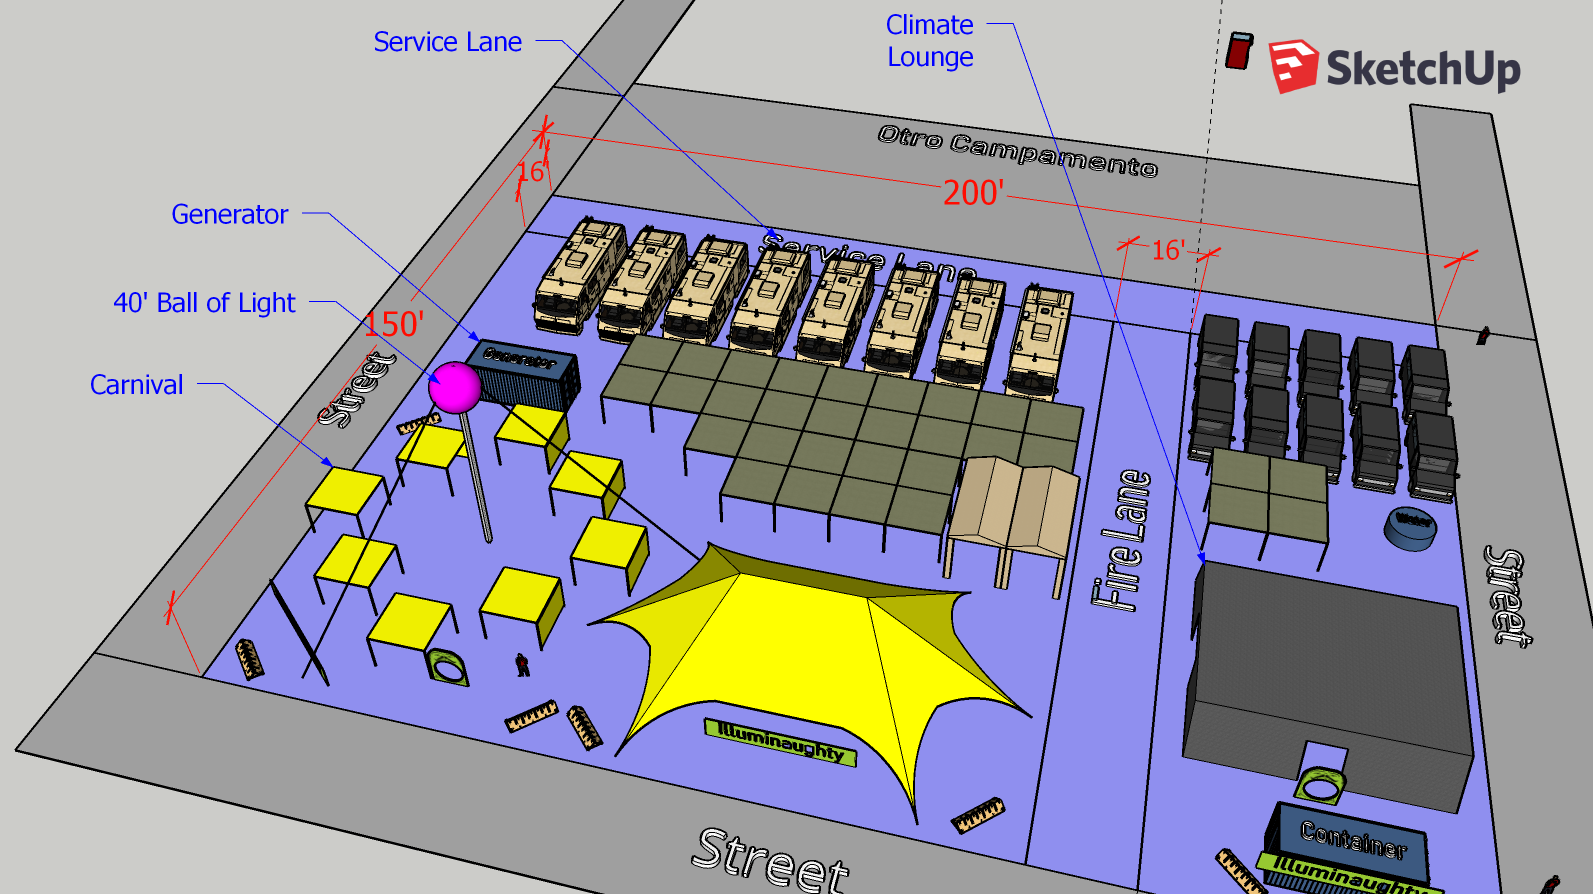 Service Lane
Climate
Lounge
SketchUp
Otro Campamento
16'
200'
Generator
Service Lane
16'
40' Ball of Light
150'
Generator
Carnival
Street
Fire Lane
Water
Street
Illuminaughty
Street
Container
Illuminaughty